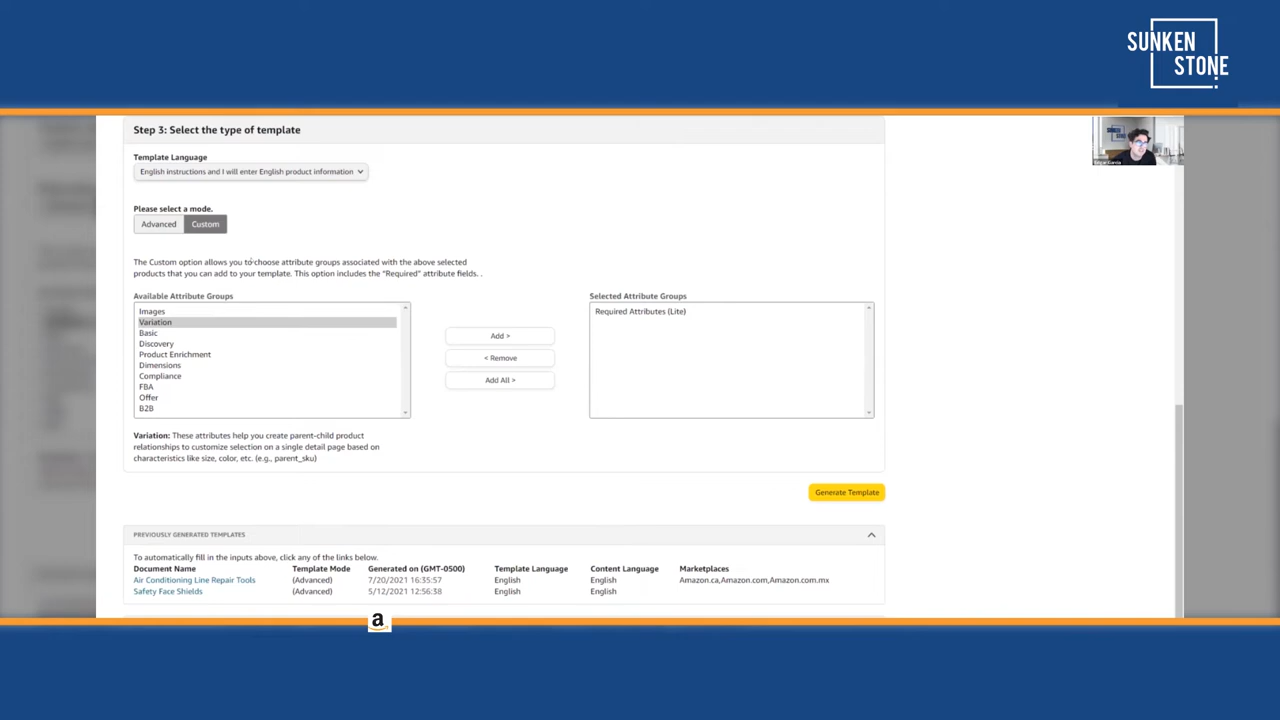 SUNKEN
STONE
Step 3: Select the type of template
Template Language
English instructions and I will enter English product information
Please select a mode.
Advanced Custom
The Custom option allows you to choose attribute groups associated with the above selected
products that you can add to your template. This option includes the "Required" attribute fields. .
Available Attribute Groups
Images
Variation
Basic
Discovery
Product Enrichment
Dimensions
Compliance
FBA
Offer
B2B
Add >
< Remove
Add All >
Selected Attribute Groups
Required Attributes (Lite)
Variation: These attributes help you create parent-child product
relationships to customize selection on a single detail page based on
characteristics like size, color, etc. (e.g., parent_sku)
Generate Template
PREVIOUSLY GENERATED TEMPLATES
To automatically fill in the inputs above, click any of the links below.
Document Name Template Mode Generated on (GMT-0500) Template Language Content Language Marketplaces
Air Conditioning Line Repair Tools (Advanced) 7/20/2021 16:35:57 English English Amazon.ca,Amazon.com,Amazon.com.mx
Safety Face Shields (Advanced) 5/12/2021 12:56:38 English English
a